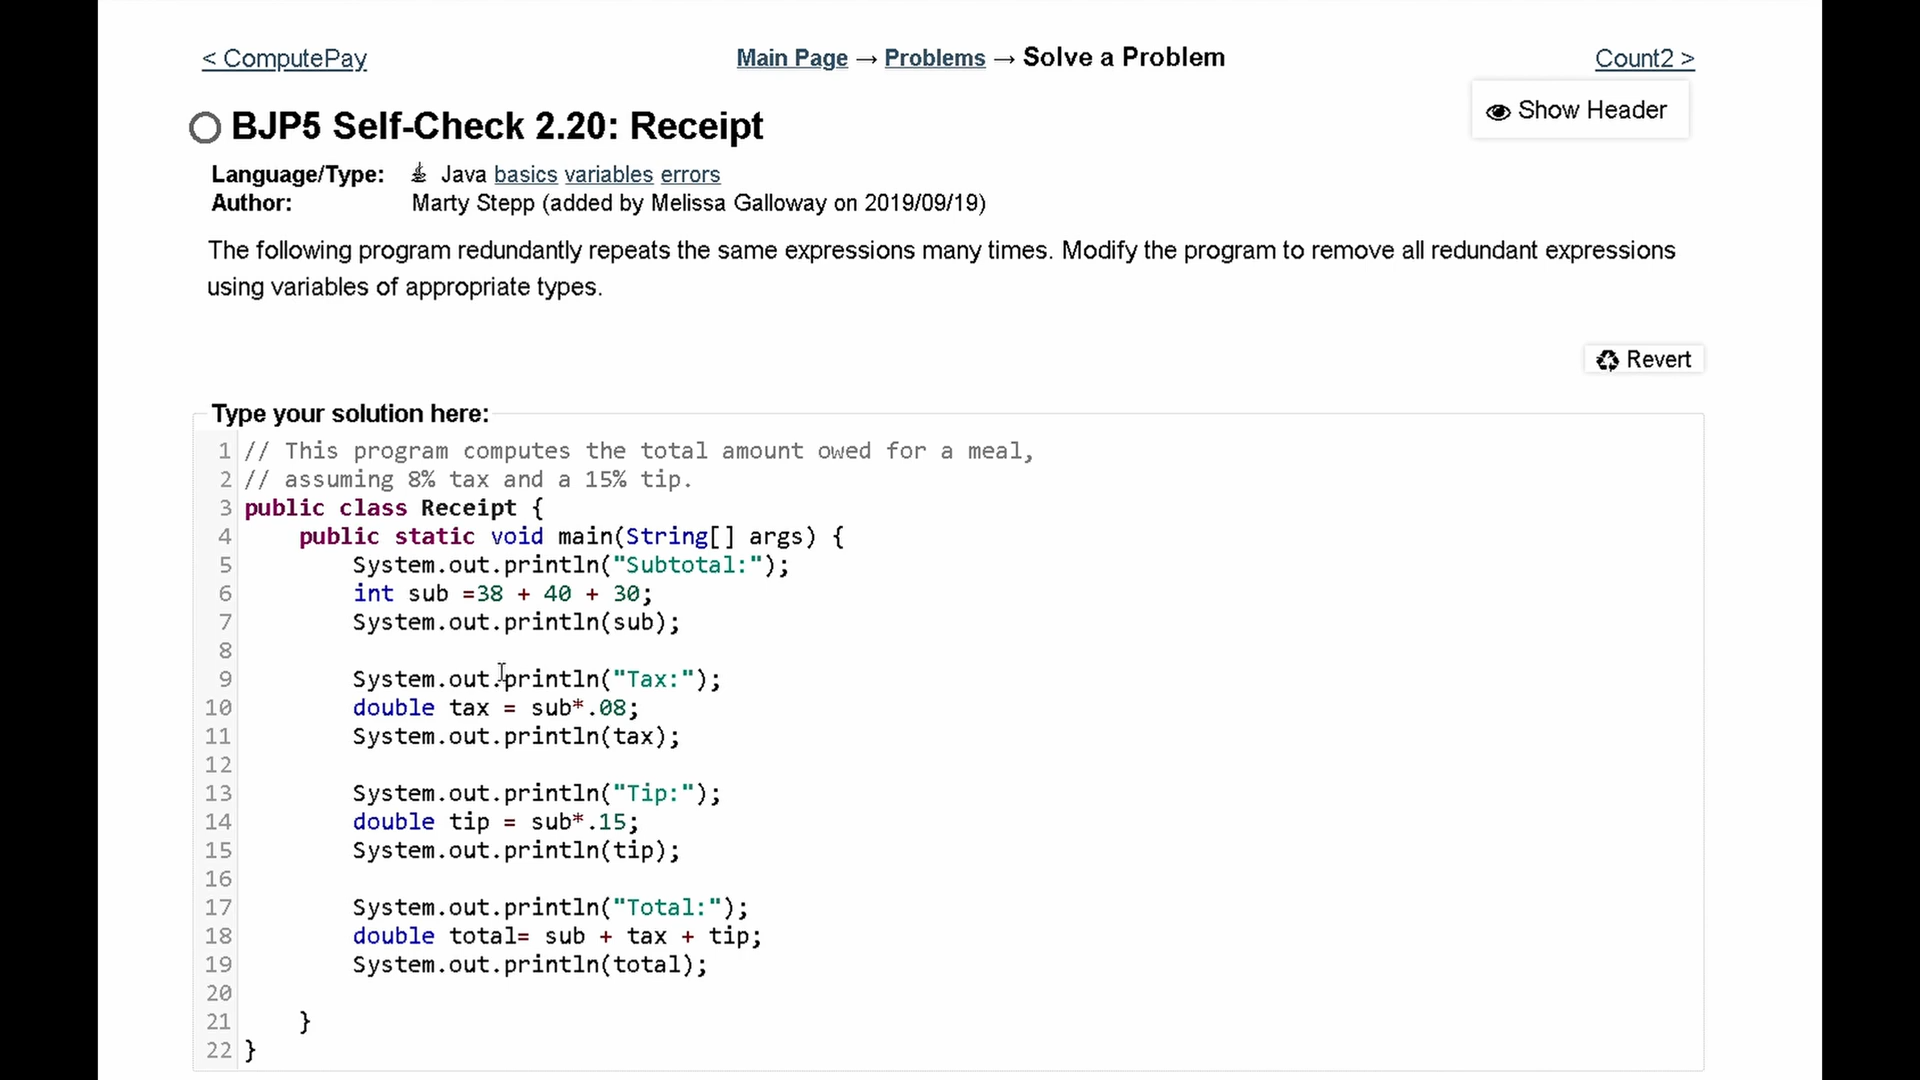 < ComputePay
Main Page → Problems → Solve a Problem
Count2 >
Show Header
BJP5 Self-Check 2.20: Receipt
Language/Type: Java basics variables errors
Author: Marty Stepp (added by Melissa Galloway on 2019/09/19)
The following program redundantly repeats the same expressions many times. Modify the program to remove all redundant expressions
using variables of appropriate types.
Revert
Type your solution here:
1 // This program computes the total amount owed for a meal,
2 // assuming 8% tax and a 15% tip.
3 public class Receipt {
4     public static void main(String[] args) {
5         System.out.println("Subtotal:");
6         int sub =38 + 40 + 30;
7         System.out.println(sub);
8
9         System.out.println("Tax:");
10         double tax = sub*.08;
11         System.out.println(tax);
12
13         System.out.println("Tip:");
14         double tip = sub*.15;
15         System.out.println(tip);
16
17         System.out.println("Total:");
18         double total= sub + tax + tip;
19         System.out.println(total);
20
21     }
22 }